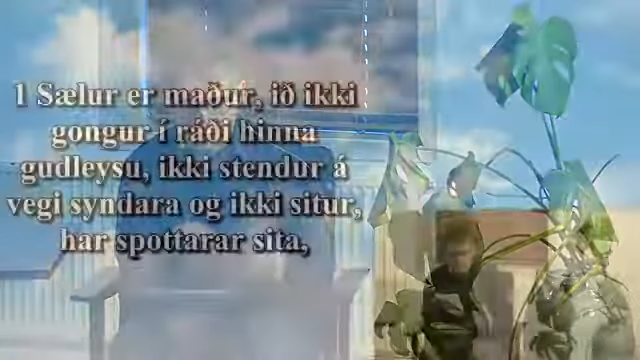 1 Sælur er maður, ið ikki
gongur í ráði hinna
gudleysu, ikki stendur á
vegi syndara og ikki situr,
har spottarar sita,